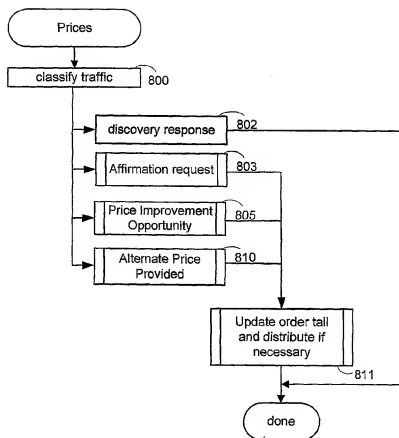 Prices
classify traffic
800
discovery response
802
Affirmation request
803
Price Improvement
Opportunity
805
Alternate Price
Provided
810
Update order tall
and distribute if
necessary
811
done